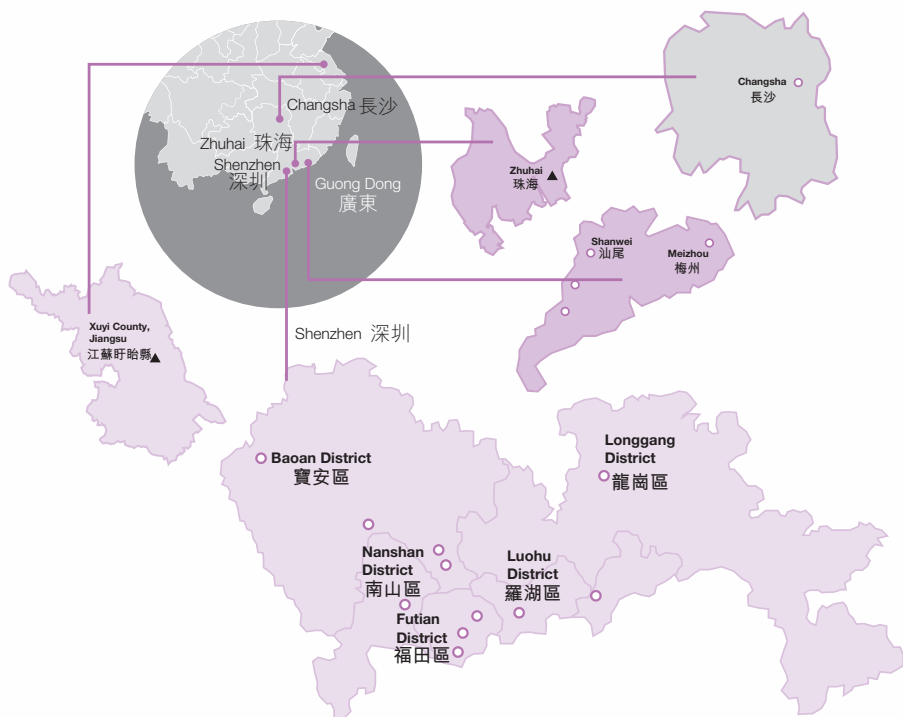 Changsha 長沙
Zhuhai 珠海
Shenzhen
深圳
Guong Dong
廣東
Changsha
長沙
Zhuhai
珠海
Shanwei
汕尾
Meizhou
梅州
Xuyi County,
Jiangsu
江蘇盱眙縣
Shenzhen 深圳
Baoan District
寶安區
Longgang
District
龍崗區
Nanshan
District
南山區
Luohu
District
羅湖區
Futian
District
福田區